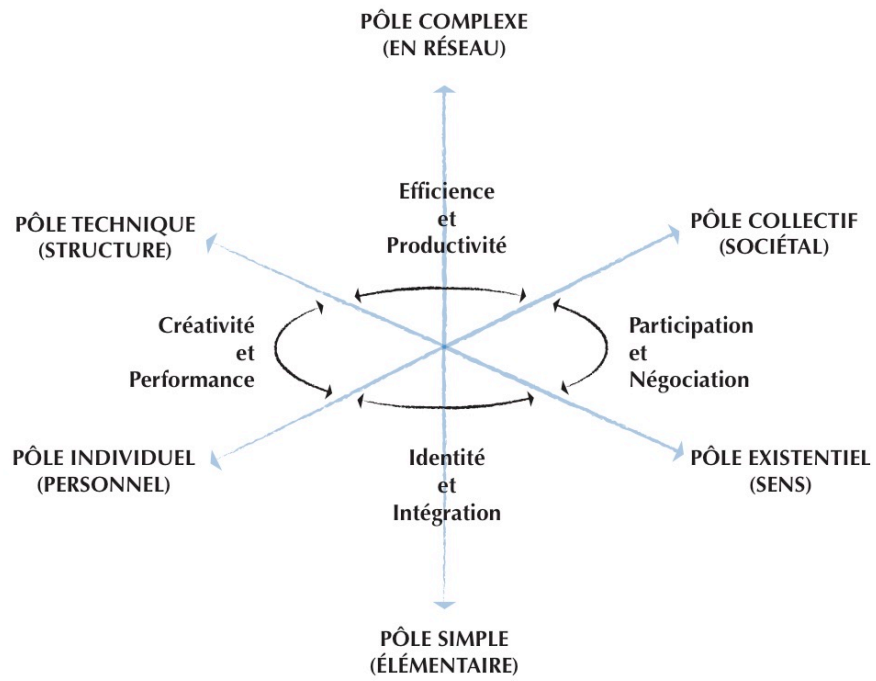 PÔLE COMPLEXE
(EN RÉSEAU)
Efficience
et
Productivité
PÔLE TECHNIQUE
(STRUCTURE)
PÔLE COLLECTIF
(SOCIÉTAL)
Créativité
et
Performance
Participation
et
Négociation
PÔLE INDIVIDUEL
(PERSONNEL)
Identité
et
Intégration
PÔLE EXISTENTIEL
(SENS)
PÔLE SIMPLE
(ÉLÉMENTAIRE)